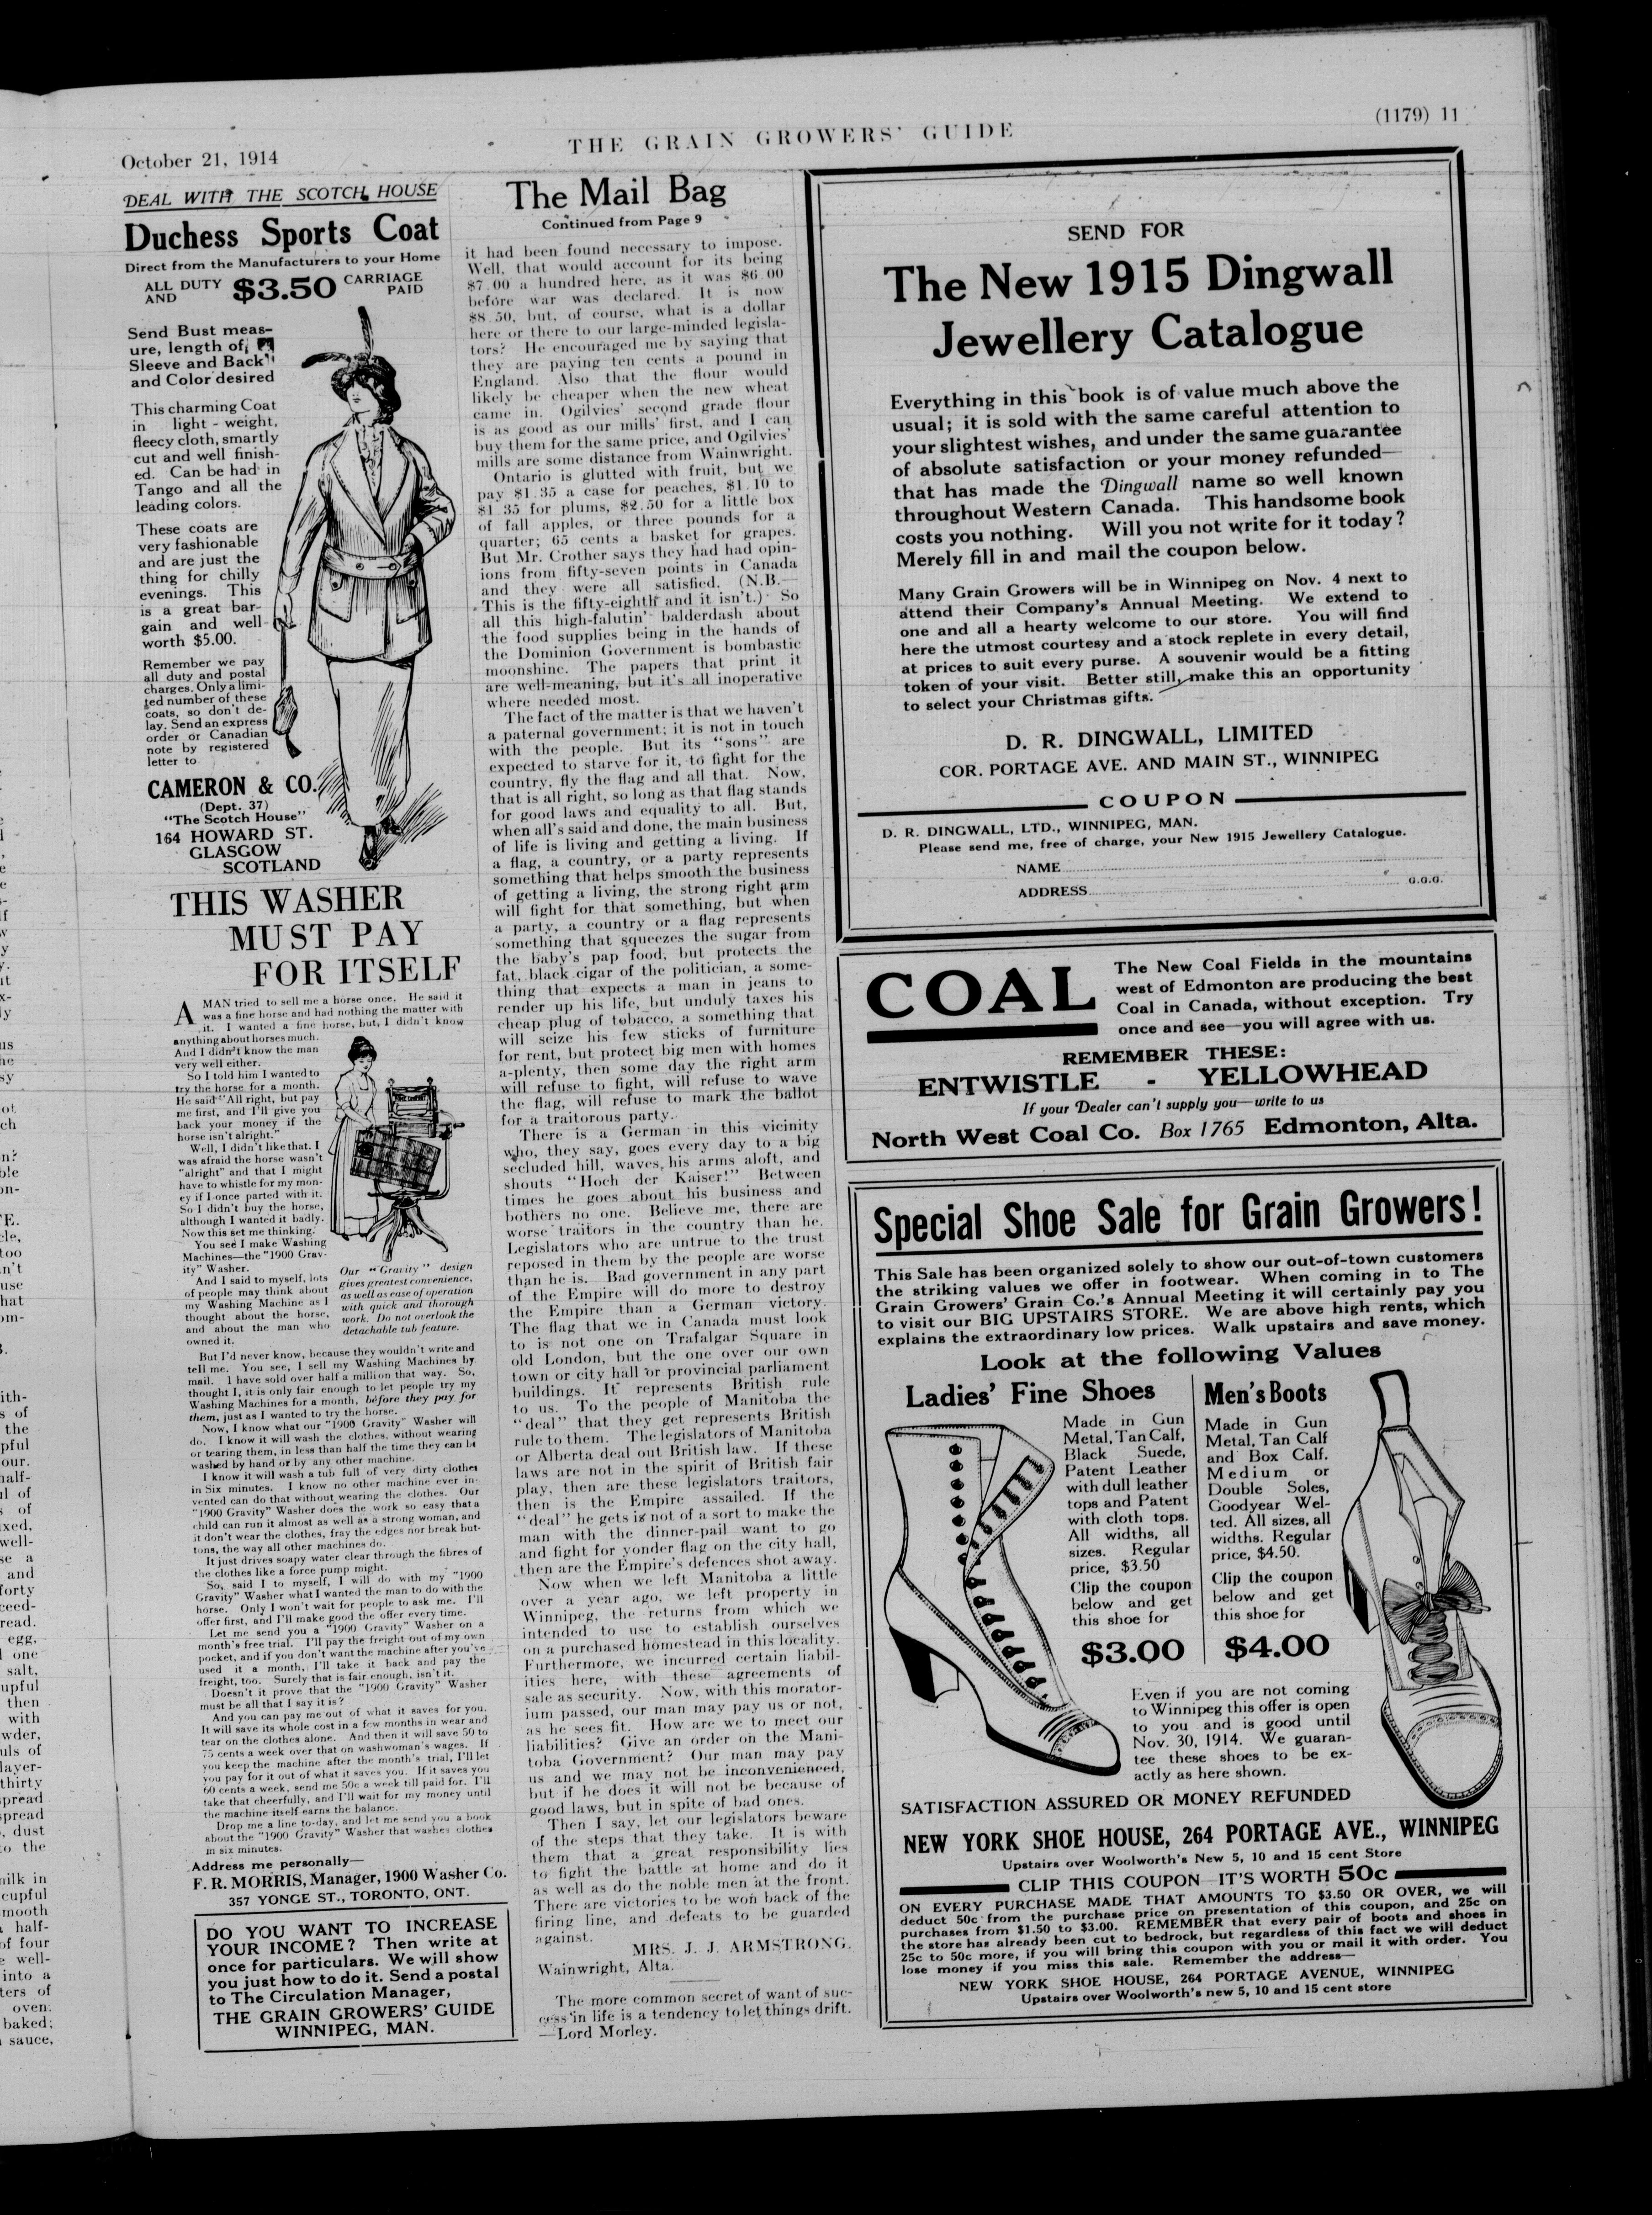 October 21, 1914
THE GRAIN GROWERS' GUIDE
(1179) 11
DEAL WITH THE SCOTCH HOUSE
Duchess Sports Coat
Direct from the Manufacturers to your Home
ALL DUTY AND $3.50 CARRIAGE PAID
Send Bust meas-
ure, length of
Sleeve and Back
and Color desired
This charming Coat
in light-weight,
fleecy cloth, smartly
cut and well finish-
ed. Can be had in
Tango and all the
leading colors.
These coats are
very fashionable
and are just the
thing for chilly
evenings. This
is a great bar-
gain and well
worth $5.00.
Remember we pay
all duty and postal
charges. Only a limi-
ted number of these
coats, so don't de-
lay. Send an express
order or Canadian
note by registered
letter to
CAMERON & CO.
(Dept. 37)
"The Scotch House"
164 HOWARD ST.
GLASGOW
SCOTLAND
THIS WASHER
MUST PAY
FOR ITSELF
A MAN tried to sell me a horse once. He said it
was a fine horse and had nothing the matter with
it. I wanted a fine horse, but, I didn't know
anything about horses much.
And I didn't know the man
very well either.
So I told him I wanted to
try the horse for a month.
He said "All right, but pay
me first, and I'll give you
back your money if the
horse isn't alright."
Well, I didn't like that. I
was afraid the horse wasn't
"alright" and that I might
have to whistle for my mon-
ey if I once parted with it.
So I didn't buy the horse,
although I wanted it badly.
Now this set me thinking.
You see I make Washing
Machines—the "1900 Grav-
ity" Washer.
And I said to myself, lots
of people may think about
my Washing Machine as I
thought about the horse,
and about the man who
owned it.
Our "Gravity" design
gives greatest convenience,
as well as ease of operation
with quick and thorough
work. Do not overlook the
detachable tub feature.
But I'd never know, because they wouldn't write and
tell me. You see, I sell my Washing Machines by
mail. I have sold over half a million that way. So,
thought I, it is only fair enough to let people try my
Washing Machines for a month, before they pay for
them, just as I wanted to try the horse.
Now, I know what our "1900 Gravity" Washer will
do. I know it will wash the clothes, without wearing
or tearing them, in less than half the time they can be
washed by hand or by any other machine.
I know it will wash a tub full of very dirty clothes
in Six minutes. I know no other machine ever in-
vented can do that without wearing the clothes. Our
"1900 Gravity" Washer does the work so easy that a
child can run it almost as well as a strong woman, and
it don't wear the clothes, fray the edges nor break but-
tons, the way all other machines do.
It just drives soapy water clear through the fibres of
the clothes like a force pump might.
So, said I to myself, I will do with my "1900
Gravity" Washer what I wanted the man to do with the
horse. Only I won't wait for people to ask me. I'll
offer first, and I'll make good the offer every time.
Let me send you a "1900 Gravity" Washer on a
month's free trial. I'll pay the freight out of my own
pocket, and if you don't want the machine after you've
used it a month, I'll take it back and pay the
freight, too. Surely that is fair enough, isn't it.
Doesn't it prove that the "1900 Gravity" Washer
must be all that I say it is?
And you can pay me out of what it saves for you.
It will save its whole cost in a few months in wear and
tear on the clothes alone. And then it will save 50 to
75 cents a week over that on washwoman's wages. If
you keep the machine after the month's trial, I'll let
you pay for it out of what it saves you. If it saves you
60 cents a week, send me 50c a week till paid for. I'll
take that cheerfully, and I'll wait for my money until
the machine itself earns the balance.
Drop me a line to-day, and let me send you a book
about the "1900 Gravity" Washer that washes clothes
in six minutes.
Address me personally—
F. R. MORRIS, Manager, 1900 Washer Co.
357 YONGE ST., TORONTO, ONT.
DO YOU WANT TO INCREASE
YOUR INCOME? Then write at
once for particulars. We will show
you just how to do it. Send a postal
to The Circulation Manager,
THE GRAIN GROWERS' GUIDE
WINNIPEG, MAN.
The Mail Bag
Continued from Page 9
it had been found necessary to impose.
Well, that would account for its being
$7.00 a hundred here, as it was $6.00
before war was declared. It is now
$8.50, but, of course, what is a dollar
here or there to our large-minded legisla-
tors? He encouraged me by saying that
they are paying ten cents a pound in
England. Also that the flour would
likely be cheaper when the new wheat
came in. Ogilvies' second grade flour
is as good as our mills' first, and I can
buy them for the same price, and Ogilvies'
mills are some distance from Wainwright.
Ontario is glutted with fruit, but we
pay $1.35 a case for peaches, $1.10 to
$1.35 for plums, $2.50 for a little box
of fall apples, or three pounds for a
quarter; 65 cents a basket for grapes.
But Mr. Crother says they had had opin-
ions from fifty-seven points in Canada
and they were all satisfied. (N.B.—
This is the fifty-eighth and it isn't.) So
all this high-falutin' balderdash about
the food supplies being in the hands of
the Dominion Government is bombastic
moonshine. The papers that print it
are well-meaning, but it's all inoperative
where needed most.
The fact of the matter is that we haven't
a paternal government; it is not in touch
with the people. But its "sons" are
expected to starve for it, to fight for the
country, fly the flag and all that. Now,
that is all right, so long as that flag stands
for good laws and equality to all. But,
when all's said and done, the main business
of life is living and getting a living. If
a flag, a country, or a party represents
something that helps smooth the business
of getting a living, the strong right arm
will fight for that something, but when
a party, a country or a flag represents
something that squeezes the sugar from
the baby's pap food, but protects the
fat, black cigar of the politician, a some-
thing that expects a man in jeans to
render up his life, but unduly taxes his
cheap plug of tobacco, a something that
will seize his few sticks of furniture
for rent, but protect big men with homes
a-plenty, then some day the right arm
will refuse to fight, will refuse to wave
the flag, will refuse to mark the ballot
for a traitorous party.
There is a German in this vicinity
who, they say, goes every day to a big
secluded hill, waves his arms aloft, and
shouts "Hoch der Kaiser!" Between
times he goes about his business and
bothers no one. Believe me, there are
worse traitors in the country than he.
Legislators who are untrue to the trust
reposed in them by the people are worse
than he is. Bad government in any part
of the Empire will do more to destroy
the Empire than a German victory.
The flag that we in Canada must look
to is not one on Trafalgar Square in
old London, but the one over our own
town or city hall or provincial parliament
buildings. It represents British rule
to us. To the people of Manitoba the
"deal" that they get represents British
rule to them. The legislators of Manitoba
or Alberta deal out British law. If these
laws are not in the spirit of British fair
play, then are these legislators traitors,
then is the Empire assailed. If the
"deal" he gets is not of a sort to make the
man with the dinner-pail want to go
and fight for yonder flag on the city hall,
then are the Empire's defences shot away.
Now when we left Manitoba a little
over a year ago, we left property in
Winnipeg, the returns from which we
intended to use to establish ourselves
on a purchased homestead in this locality.
Furthermore, we incurred certain liabil-
ities here, with these agreements of
sale as security. Now, with this morator-
ium passed, our man may pay us or not,
as he sees fit. How are we to meet our
liabilities? Give an order on the Mani-
toba Government? Our man may pay
us and we may not be inconvenienced,
but if he does it will not be because of
good laws, but in spite of bad ones.
Then I say, let our legislators beware
of the steps that they take. It is with
them that a great responsibility lies
to fight the battle at home and do it
as well as do the noble men at the front.
There are victories to be won back of the
firing line, and defeats to be guarded
against.
MRS. J. J. ARMSTRONG.
Wainwright, Alta.
The more common secret of want of suc-
cess in life is a tendency to let things drift.
—Lord Morley.
SEND FOR
The New 1915 Dingwall
Jewellery Catalogue
Everything in this book is of value much above the
usual; it is sold with the same careful attention to
your slightest wishes, and under the same guarantee
of absolute satisfaction or your money refunded—
that has made the Dingwall name so well known
throughout Western Canada. This handsome book
costs you nothing. Will you not write for it today?
Merely fill in and mail the coupon below.
Many Grain Growers will be in Winnipeg on Nov. 4 next to
attend their Company's Annual Meeting. We extend to
one and all a hearty welcome to our store. You will find
here the utmost courtesy and a stock replete in every detail,
at prices to suit every purse. A souvenir would be a fitting
token of your visit. Better still, make this an opportunity
to select your Christmas gifts.
D. R. DINGWALL, LIMITED
COR. PORTAGE AVE. AND MAIN ST., WINNIPEG
COUPON
D. R. DINGWALL, LTD., WINNIPEG, MAN.
Please send me, free of charge, your New 1915 Jewellery Catalogue.
NAME
ADDRESS G.G.G.
COAL
The New Coal Fields in the mountains
west of Edmonton are producing the best
Coal in Canada, without exception. Try
once and see—you will agree with us.
REMEMBER THESE:
ENTWISTLE - YELLOWHEAD
If your Dealer can't supply you—write to us
North West Coal Co. Box 1765 Edmonton, Alta.
Special Shoe Sale for Grain Growers!
This Sale has been organized solely to show our out-of-town customers
the striking values we offer in footwear. When coming in to The
Grain Growers' Grain Co.'s Annual Meeting it will certainly pay you
to visit our BIG UPSTAIRS STORE. We are above high rents, which
explains the extraordinary low prices. Walk upstairs and save money.
Look at the following Values
Ladies' Fine Shoes
Made in Gun
Metal, Tan Calf,
Black Suede,
Patent Leather
with dull leather
tops and Patent
with cloth tops.
All widths, all
sizes. Regular
price, $3.50
Clip the coupon
below and get
this shoe for
$3.00
Men's Boots
Made in Gun
Metal, Tan Calf
and Box Calf.
Medium or
Double Soles,
Goodyear Wel-
ted. All sizes, all
widths. Regular
price, $4.50.
Clip the coupon
below and get
this shoe for
$4.00
Even if you are not coming
to Winnipeg this offer is open
to you and is good until
Nov. 30, 1914. We guaran-
tee these shoes to be ex-
actly as here shown.
SATISFACTION ASSURED OR MONEY REFUNDED
NEW YORK SHOE HOUSE, 264 PORTAGE AVE., WINNIPEG
Upstairs over Woolworth's New 5, 10 and 15 cent Store
CLIP THIS COUPON—IT'S WORTH 50c
ON EVERY PURCHASE MADE THAT AMOUNTS TO $3.50 OR OVER, we will
deduct 50c from the purchase price on presentation of this coupon, and 25c on
purchases from $1.50 to $3.00. REMEMBER that every pair of boots and shoes in
the store has already been cut to bedrock, but regardless of this fact we will deduct
25c to 50c more, if you will bring this coupon with you or mail it with order. You
lose money if you miss this sale. Remember the address—
NEW YORK SHOE HOUSE, 264 PORTAGE AVENUE, WINNIPEG
Upstairs over Woolworth's new 5, 10 and 15 cent store